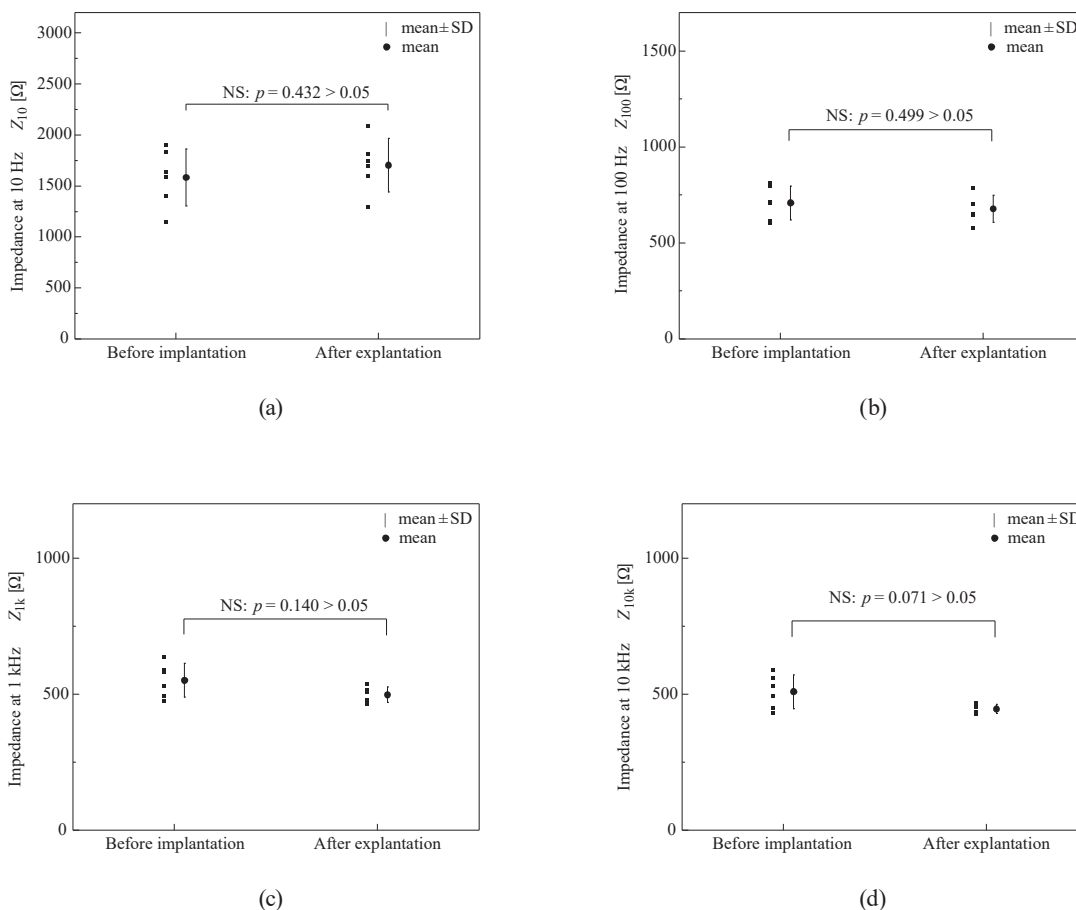 mean ± SD
mean
3000
2500
2000
1500
1000
500
0
Impedance at 10 Hz Z10 [Ω]
NS: p = 0.432 > 0.05
Before implantation After explantation
(a)
mean ± SD
mean
1500
1000
500
0
Impedance at 100 Hz Z100 [Ω]
NS: p = 0.499 > 0.05
Before implantation After explantation
(b)
mean ± SD
mean
1000
500
0
Impedance at 1 kHz Z1k [Ω]
NS: p = 0.140 > 0.05
Before implantation After explantation
(c)
mean ± SD
mean
1000
500
0
Impedance at 10 kHz Z10k [Ω]
NS: p = 0.071 > 0.05
Before implantation After explantation
(d)